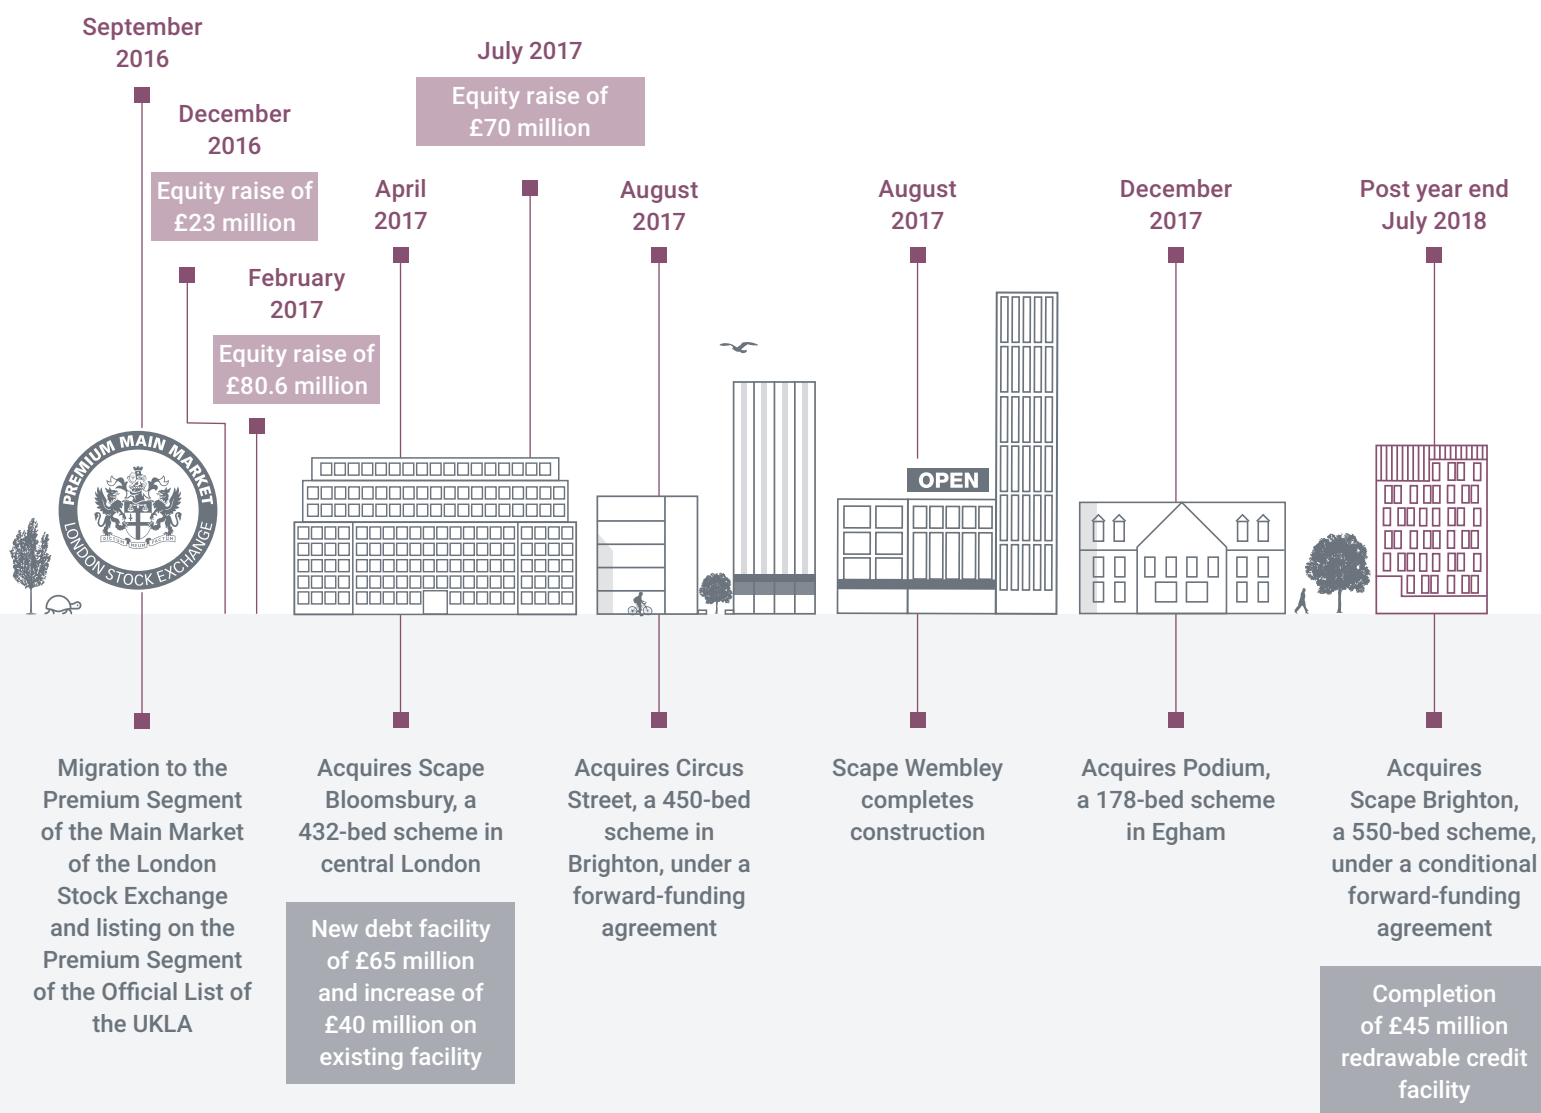 September
2016
December
2016
Equity raise of
£23 million
February
2017
Equity raise of
£80.6 million
April
2017
July 2017
Equity raise of
£70 million
August
2017
August
2017
December
2017
Post year end
July 2018
PREMIUM MAIN MARKET
LONDON STOCK EXCHANGE
DICTUM MEUM PACTUM
OPEN
Migration to the
Premium Segment
of the Main Market
of the London
Stock Exchange
and listing on the
Premium Segment
of the Official List of
the UKLA
Acquires Scape
Bloomsbury, a
432-bed scheme in
central London
New debt facility
of £65 million
and increase of
£40 million on
existing facility
Acquires Circus
Street, a 450-bed
scheme in
Brighton, under a
forward-funding
agreement
Scape Wembley
completes
construction
Acquires Podium,
a 178-bed scheme
in Egham
Acquires
Scape Brighton,
a 550-bed scheme,
under a conditional
forward-funding
agreement
Completion
of £45 million
redrawable credit
facility